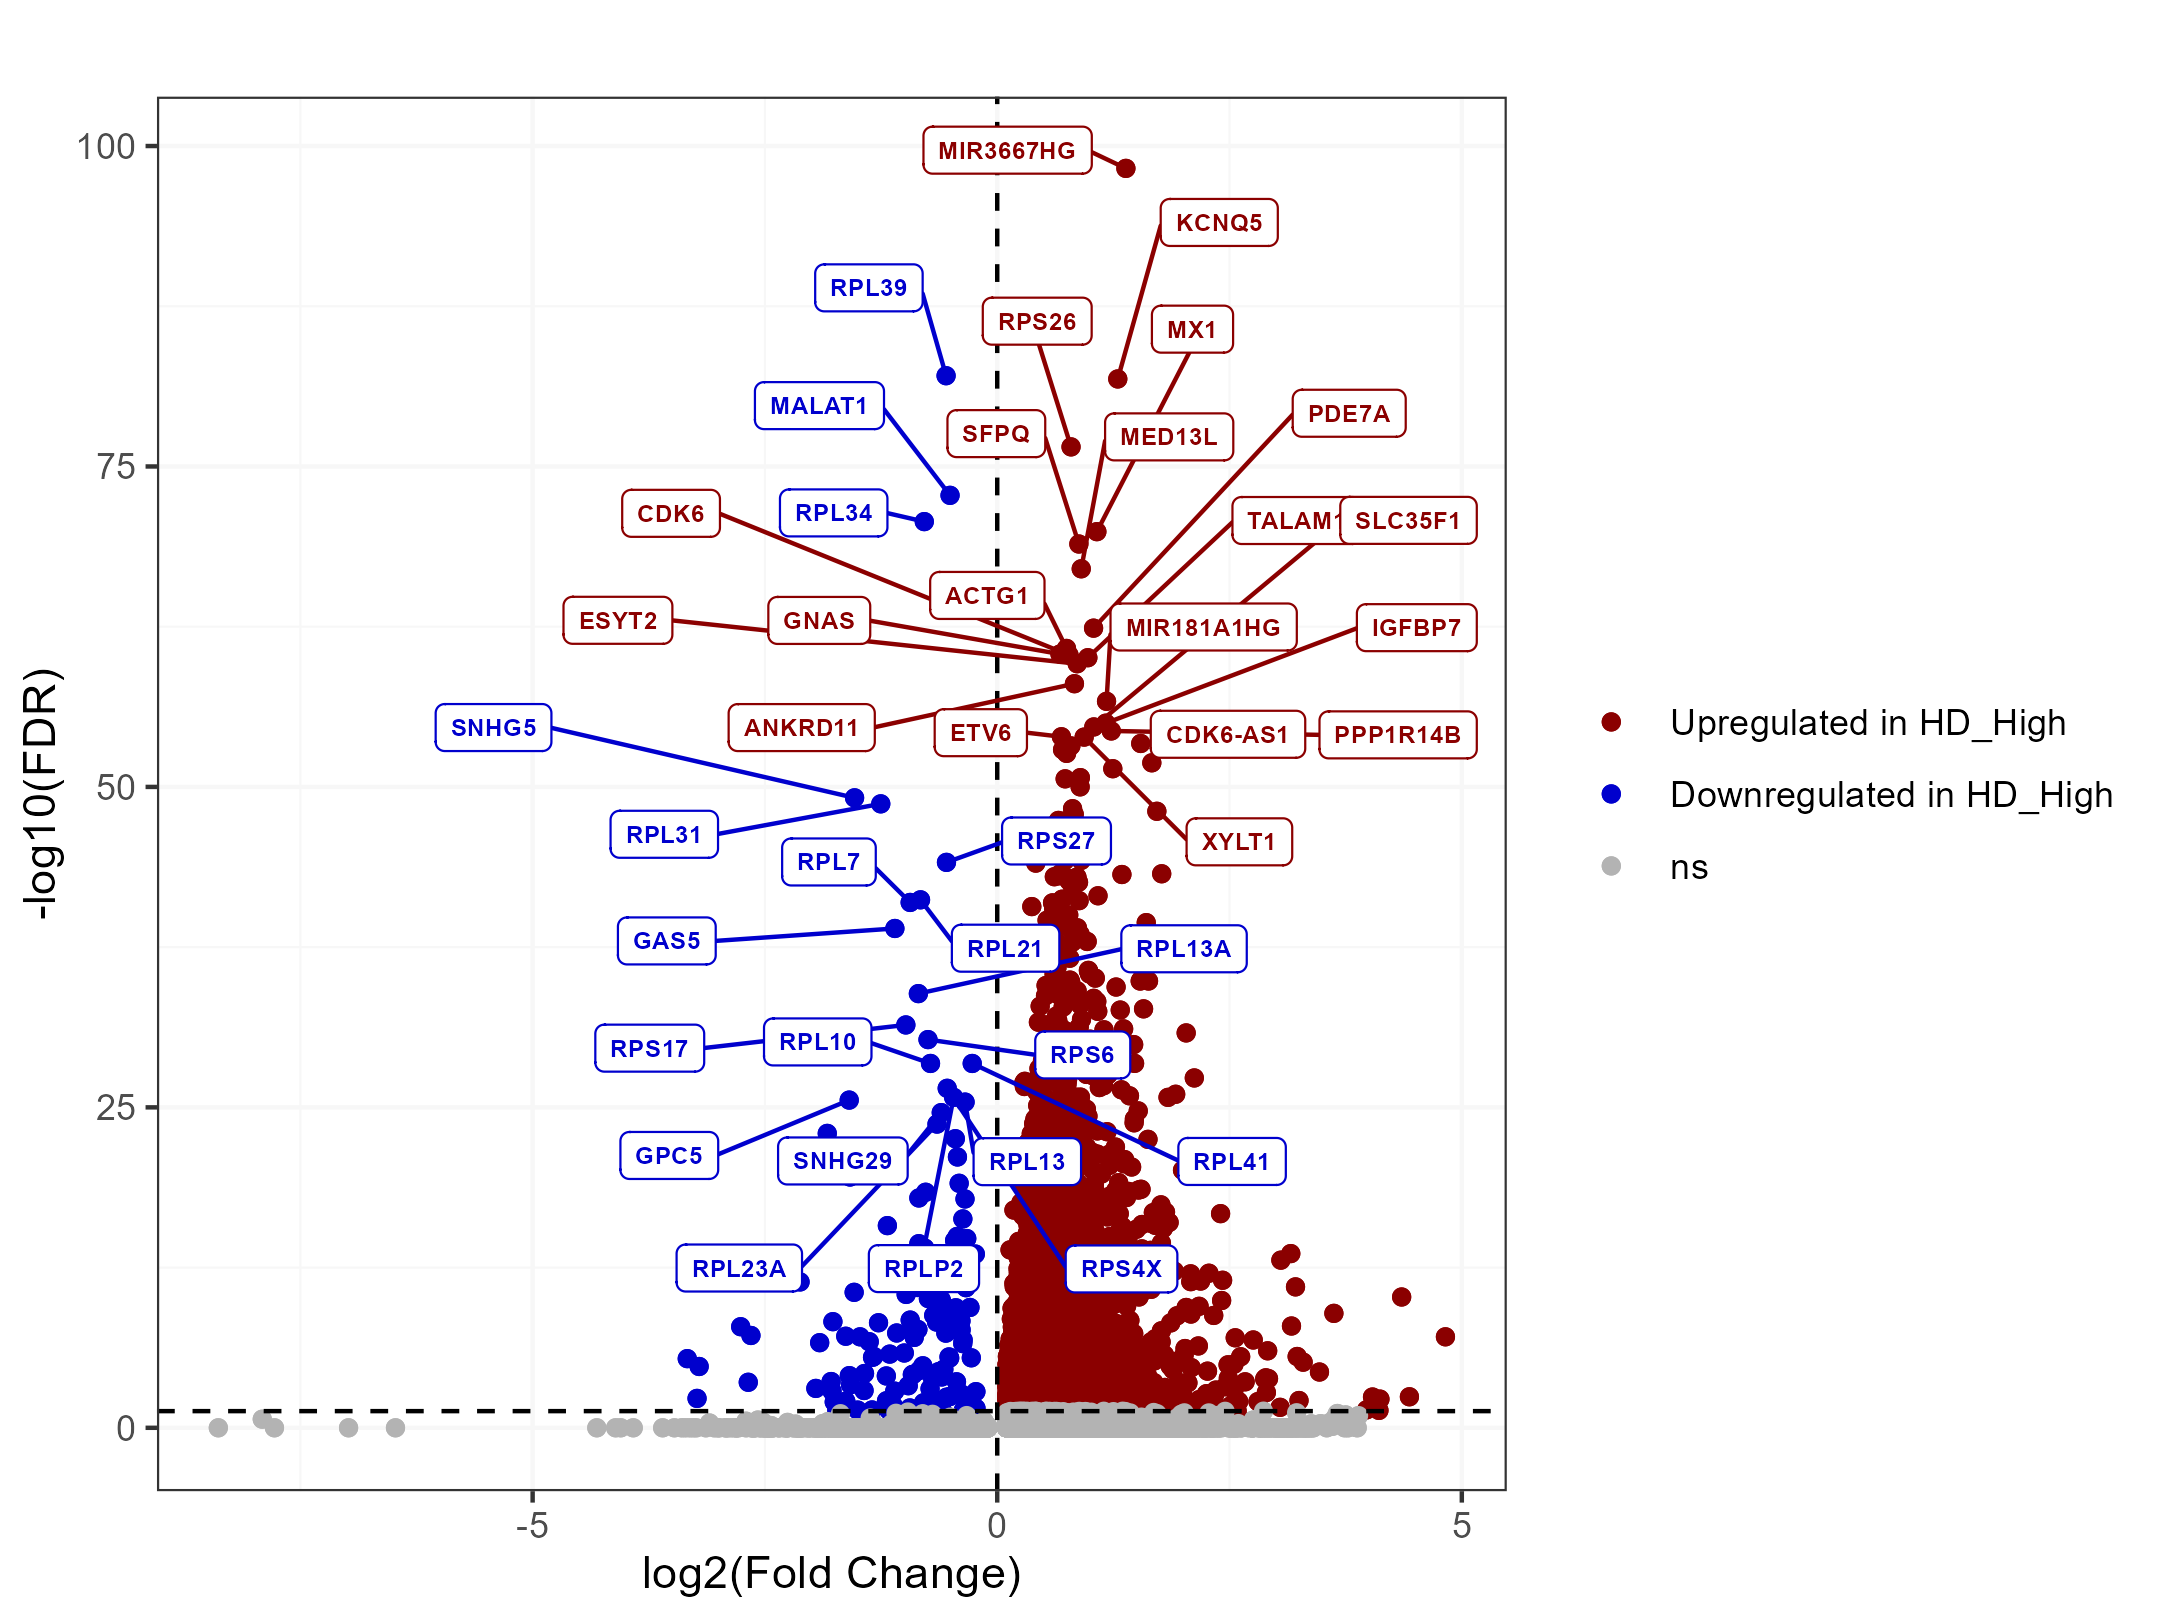 100
75
50
25
0
-5
0
5
-log10(FDR)
log2(Fold Change)
MIR3667HG
KCNQ5
RPL39
RPS26
MX1
MALAT1
PDE7A
SFPQ
MED13L
CDK6
RPL34
TALAM1
SLC35F1
ACTG1
ESYT2
GNAS
MIR181A1HG
IGFBP7
SNHG5
ANKRD11
ETV6
CDK6-AS1
PPP1R14B
RPL31
RPL7
RPS27
XYLT1
GAS5
RPL21
RPL13A
RPS17
RPL10
RPS6
GPC5
SNHG29
RPL13
RPL41
RPL23A
RPLP2
RPS4X
Upregulated in HD_High
Downregulated in HD_High
ns